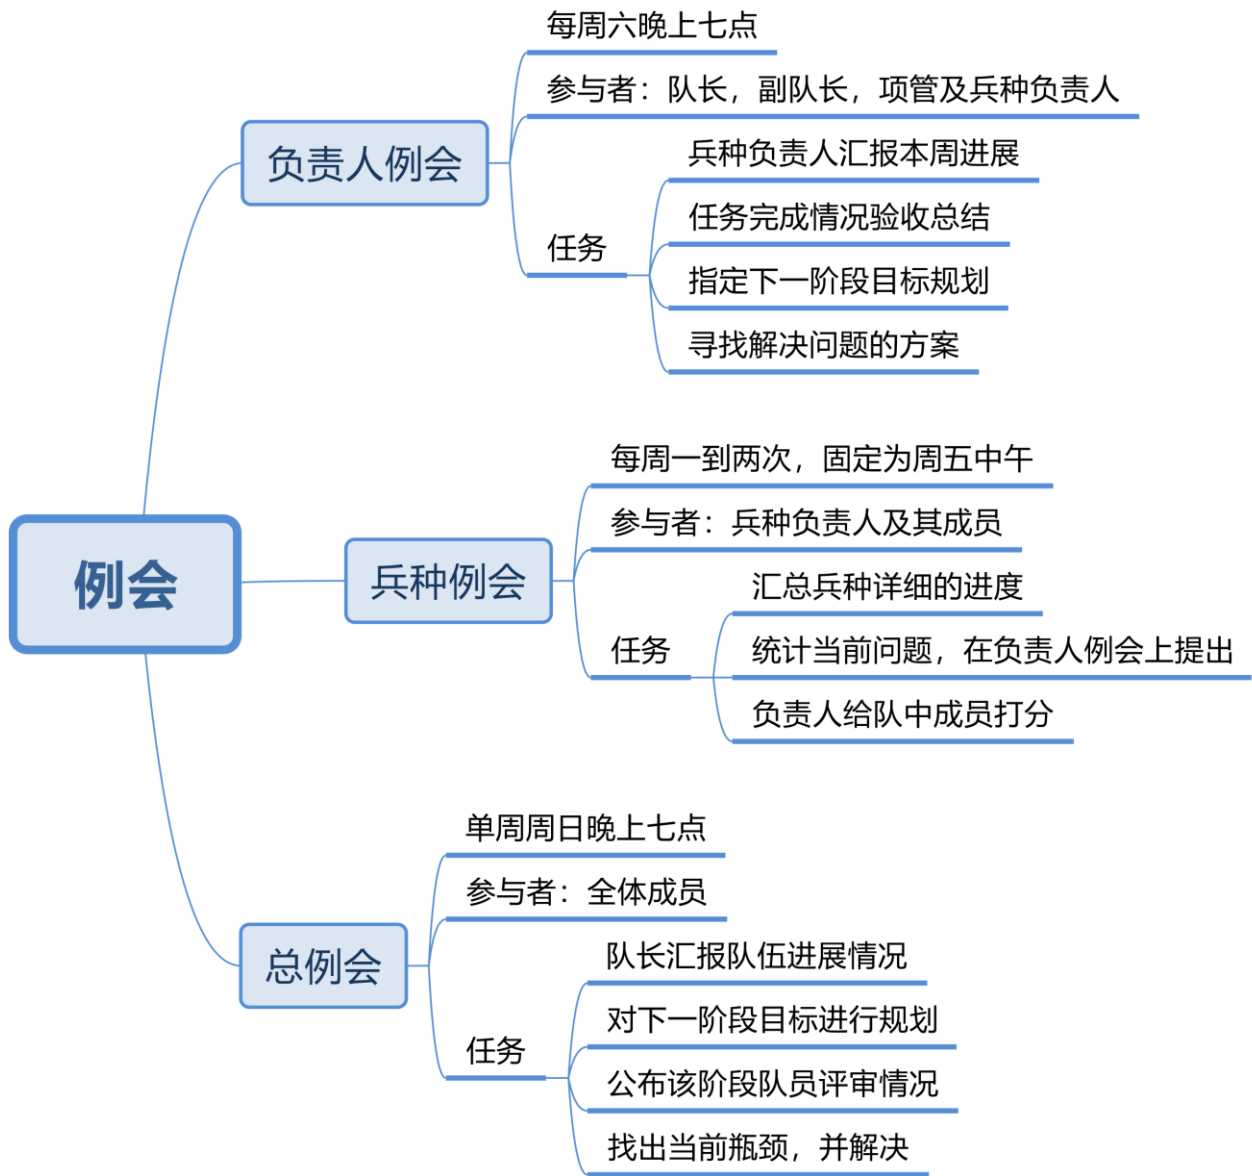 例会
负责人例会
每周六晚上七点
参与者：队长，副队长，项管及兵种负责人
任务
兵种负责人汇报本周进展
任务完成情况验收总结
指定下一阶段目标规划
寻找解决问题的方案
兵种例会
每周一到两次，固定为周五中午
参与者：兵种负责人及其成员
任务
汇总兵种详细的进度
统计当前问题，在负责人例会上提出
负责人给队中成员打分
总例会
单周周日晚上七点
参与者：全体成员
任务
队长汇报队伍进展情况
对下一阶段目标进行规划
公布该阶段队员评审情况
找出当前瓶颈，并解决